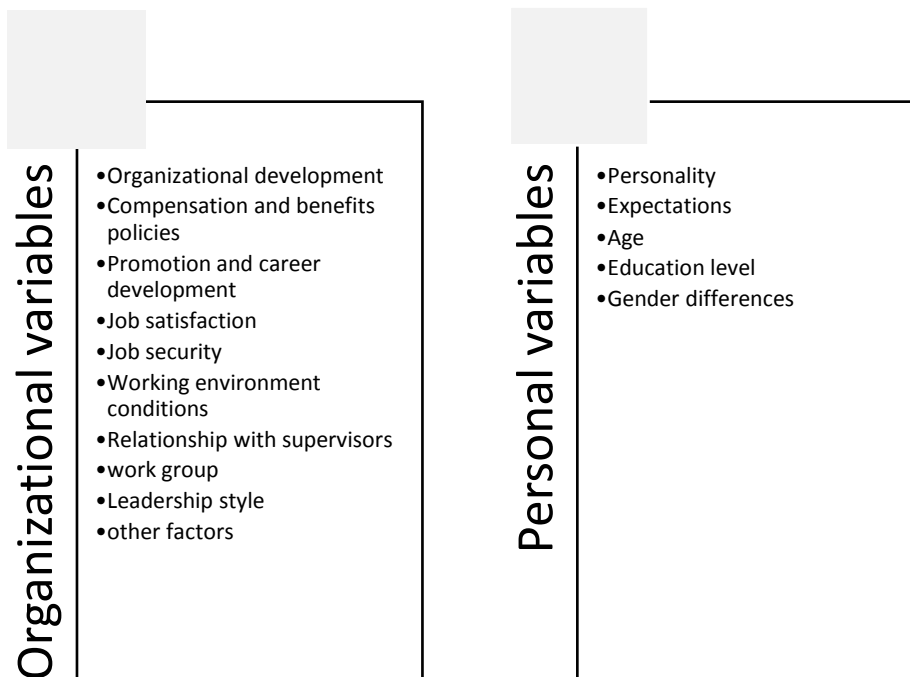 Organizational variables
•Organizational development
•Compensation and benefits
policies
•Promotion and career
development
•Job satisfaction
•Job security
•Working environment
conditions
•Relationship with supervisors
•work group
•Leadership style
•other factors
Personal variables
•Personality
•Expectations
•Age
•Education level
•Gender differences